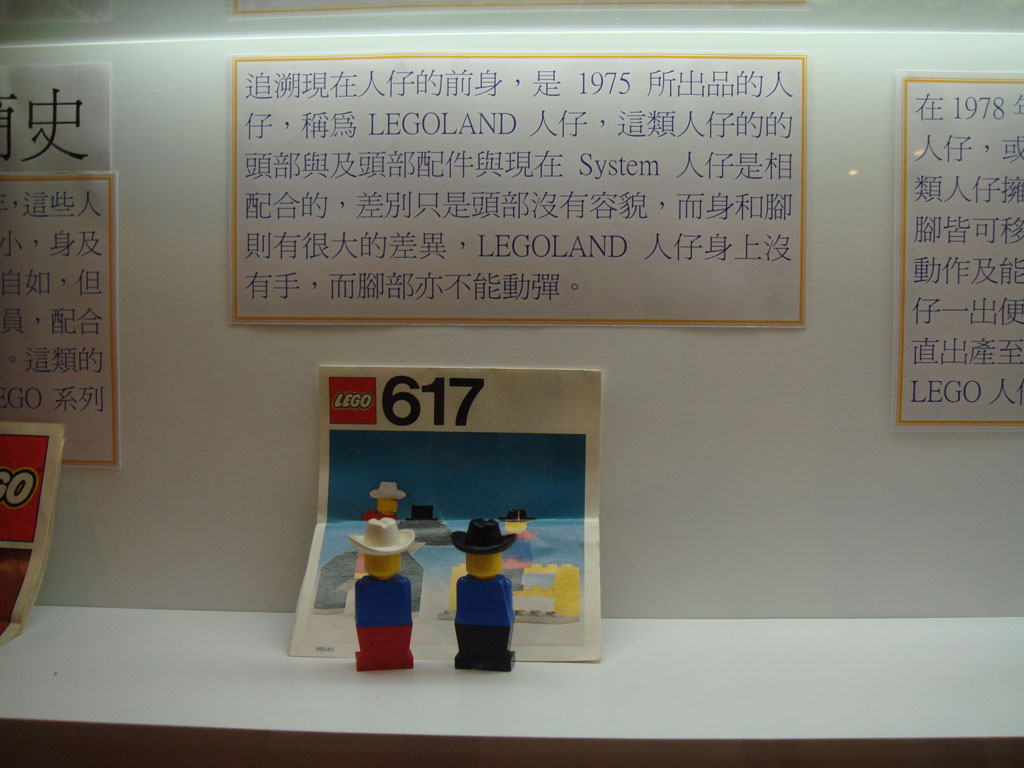 簡史
年,這些人
小，身及
自如，但
員，配合
。這類的
EGO 系列
追溯現在人仔的前身，是 1975 所出品的人
仔，稱爲 LEGOLAND 人仔，這類人仔的的
頭部與及頭部配件與現在 System 人仔是相
配合的，差別只是頭部沒有容貌，而身和腳
則有很大的差異，LEGOLAND 人仔身上沒
有手，而腳部亦不能動彈。
在 1978 年
人仔，或
類人仔擁
腳皆可移
動作及能
仔一出便
直出產至
LEGO 人仔
GO
LEGO 617